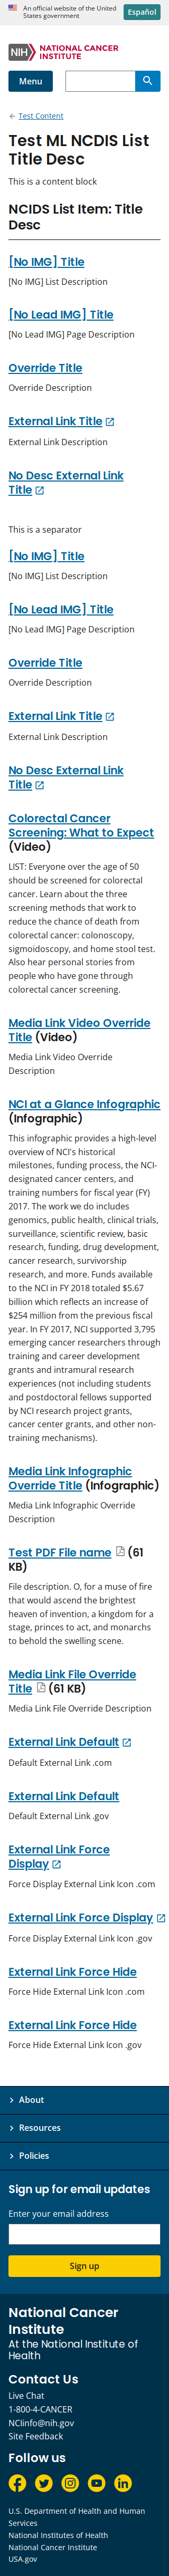 An official website of the United
States government
Español
NIH NATIONAL CANCER
INSTITUTE
Menu
Test Content
Test ML NCDIS List
Title Desc
This is a content block
NCIDS List Item: Title
Desc
[No IMG] Title
[No IMG] List Description
[No Lead IMG] Title
[No Lead IMG] Page Description
Override Title
Override Description
External Link Title
External Link Description
No Desc External Link
Title
This is a separator
[No IMG] Title
[No IMG] List Description
[No Lead IMG] Title
[No Lead IMG] Page Description
Override Title
Override Description
External Link Title
External Link Description
No Desc External Link
Title
Colorectal Cancer
Screening: What to Expect
(Video)
LIST: Everyone over the age of 50
should be screened for colorectal
cancer. Learn about the three
screening methods that work to
reduce the chance of death from
colorectal cancer: colonoscopy,
sigmoidoscopy, and home stool test.
Also hear personal stories from
people who have gone through
colorectal cancer screening.
Media Link Video Override
Title (Video)
Media Link Video Override
Description
NCI at a Glance Infographic
(Infographic)
This infographic provides a high-level
overview of NCI's historical
milestones, funding process, the NCI-
designated cancer centers, and
training programs for fiscal year (FY)
2017. The work we do includes
genomics, public health, clinical trials,
surveillance, scientific review, basic
research, funding, drug development,
cancer research, survivorship
research, and more. Funds available
to the NCI in FY 2018 totaled $5.67
billion which reflects an increase of
$254 million from the previous fiscal
year. In FY 2017, NCI supported 3,795
emerging cancer researchers through
training and career development
grants and intramural research
experiences (not including students
and postdoctoral fellows supported
by NCI research project grants,
cancer center grants, and other non-
training mechanisms).
Media Link Infographic
Override Title (Infographic)
Media Link Infographic Override
Description
Test PDF File name (61
KB)
File description. O, for a muse of fire
that would ascend the brightest
heaven of invention, a kingdom for a
stage, princes to act, and monarchs
to behold the swelling scene.
Media Link File Override
Title (61 KB)
Media Link File Override Description
External Link Default
Default External Link .com
External Link Default
Default External Link .gov
External Link Force
Display
Force Display External Link Icon .com
External Link Force Display
Force Display External Link Icon .gov
External Link Force Hide
Force Hide External Link Icon .com
External Link Force Hide
Force Hide External Link Icon .gov
About
Resources
Policies
Sign up for email updates
Enter your email address
Sign up
National Cancer
Institute
At the National Institute of
Health
Contact Us
Live Chat
1-800-4-CANCER
NCIinfo@nih.gov
Site Feedback
Follow us
U.S. Department of Health and Human
Services
National Institutes of Health
National Cancer Institute
USA.gov